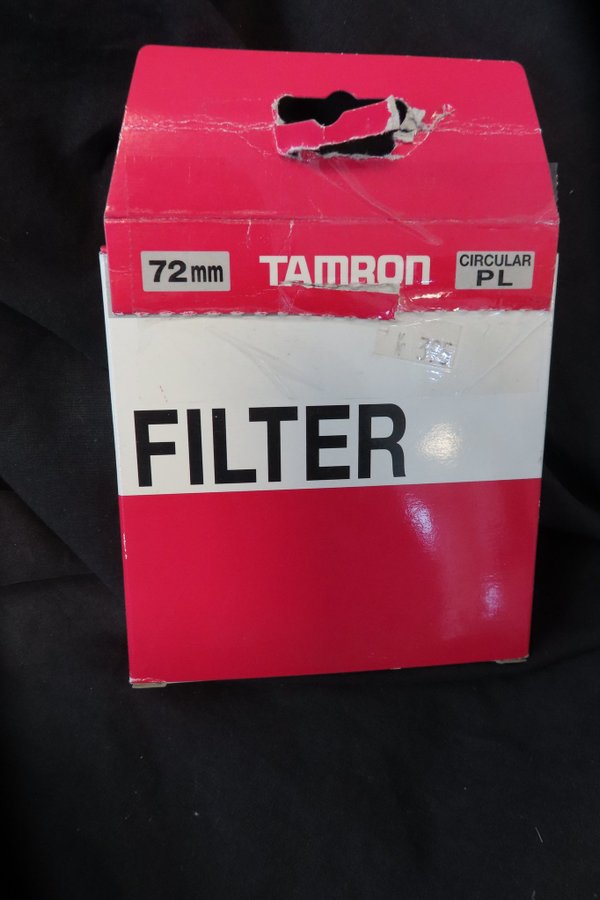 72mm
TAMRON
CIRCULAR
PL
FILTER